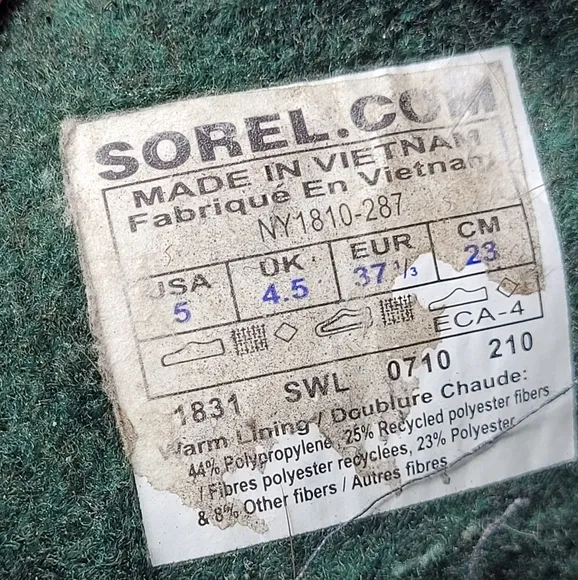 SOREL.COM
MADE IN VIETNAM
Fabriqué En Vietnam
NY1810-287
USA UK EUR CM
5 4.5 37 1/3 23
ECA-4
1831 SWL 0710 210
Warm Lining / Doublure Chaude:
44% Polypropylene, 25% Recycled polyester fibers
/ Fibres polyester recyclées, 23% Polyester
& 8% Other fibers / Autres fibres